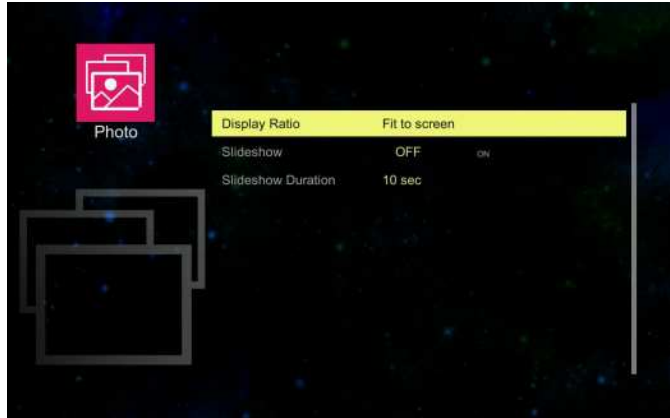 Photo
Display Ratio Fit to screen
Slideshow OFF ON
Slideshow Duration 10 sec